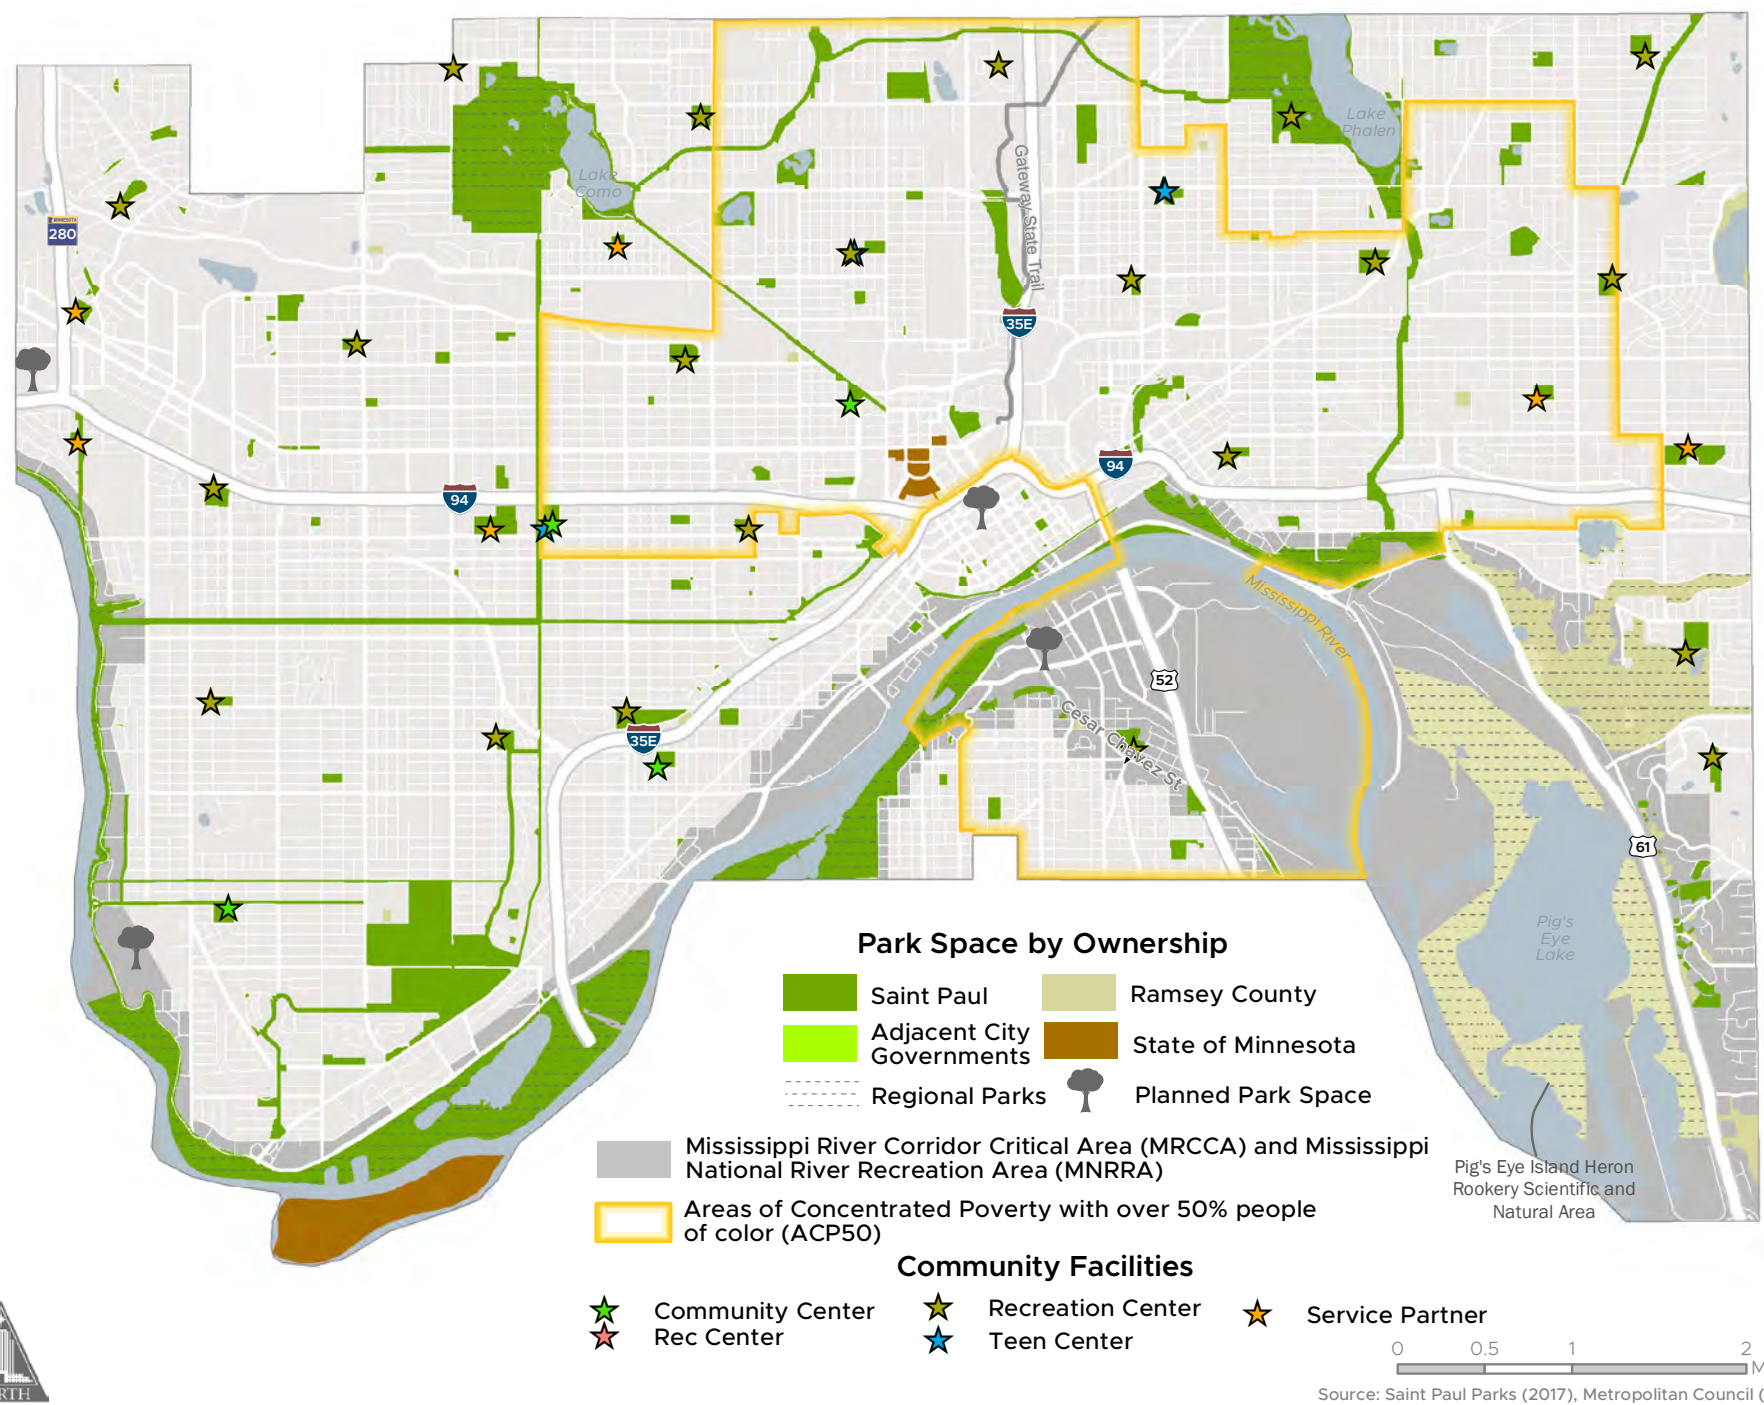 Lake
Phalen
Gateway State Trail
Lake
Como
MINNESOTA
280
35E
94
94
Mississippi River
52
Cesar Chavez St
35E
61
Pig's
Eye
Lake
Park Space by Ownership
Saint Paul
Ramsey County
Adjacent City
Governments
State of Minnesota
Regional Parks
Planned Park Space
Mississippi River Corridor Critical Area (MRCCA) and Mississippi
National River Recreation Area (MNRRA)
Pig's Eye Island Heron
Rookery Scientific and
Natural Area
Areas of Concentrated Poverty with over 50% people
of color (ACP50)
Community Facilities
Community Center
Recreation Center
Service Partner
Rec Center
Teen Center
0 0.5 1 2
M
RTH
Source: Saint Paul Parks (2017), Metropolitan Council (